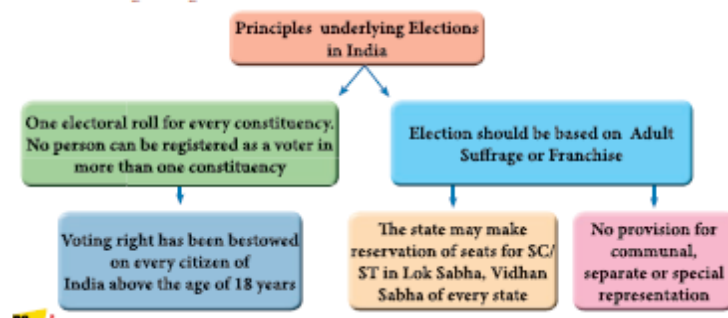 Principles underlying Elections
in India
One electoral roll for every constituency.
No person can be registered as a voter in
more than one constituency
Election should be based on Adult
Suffrage or Franchise
Voting right has been bestowed
on every citizen of
India above the age of 18 years
The state may make
reservation of seats for SC/
ST in Lok Sabha, Vidhan
Sabha of every state
No provision for
communal,
separate or special
representation